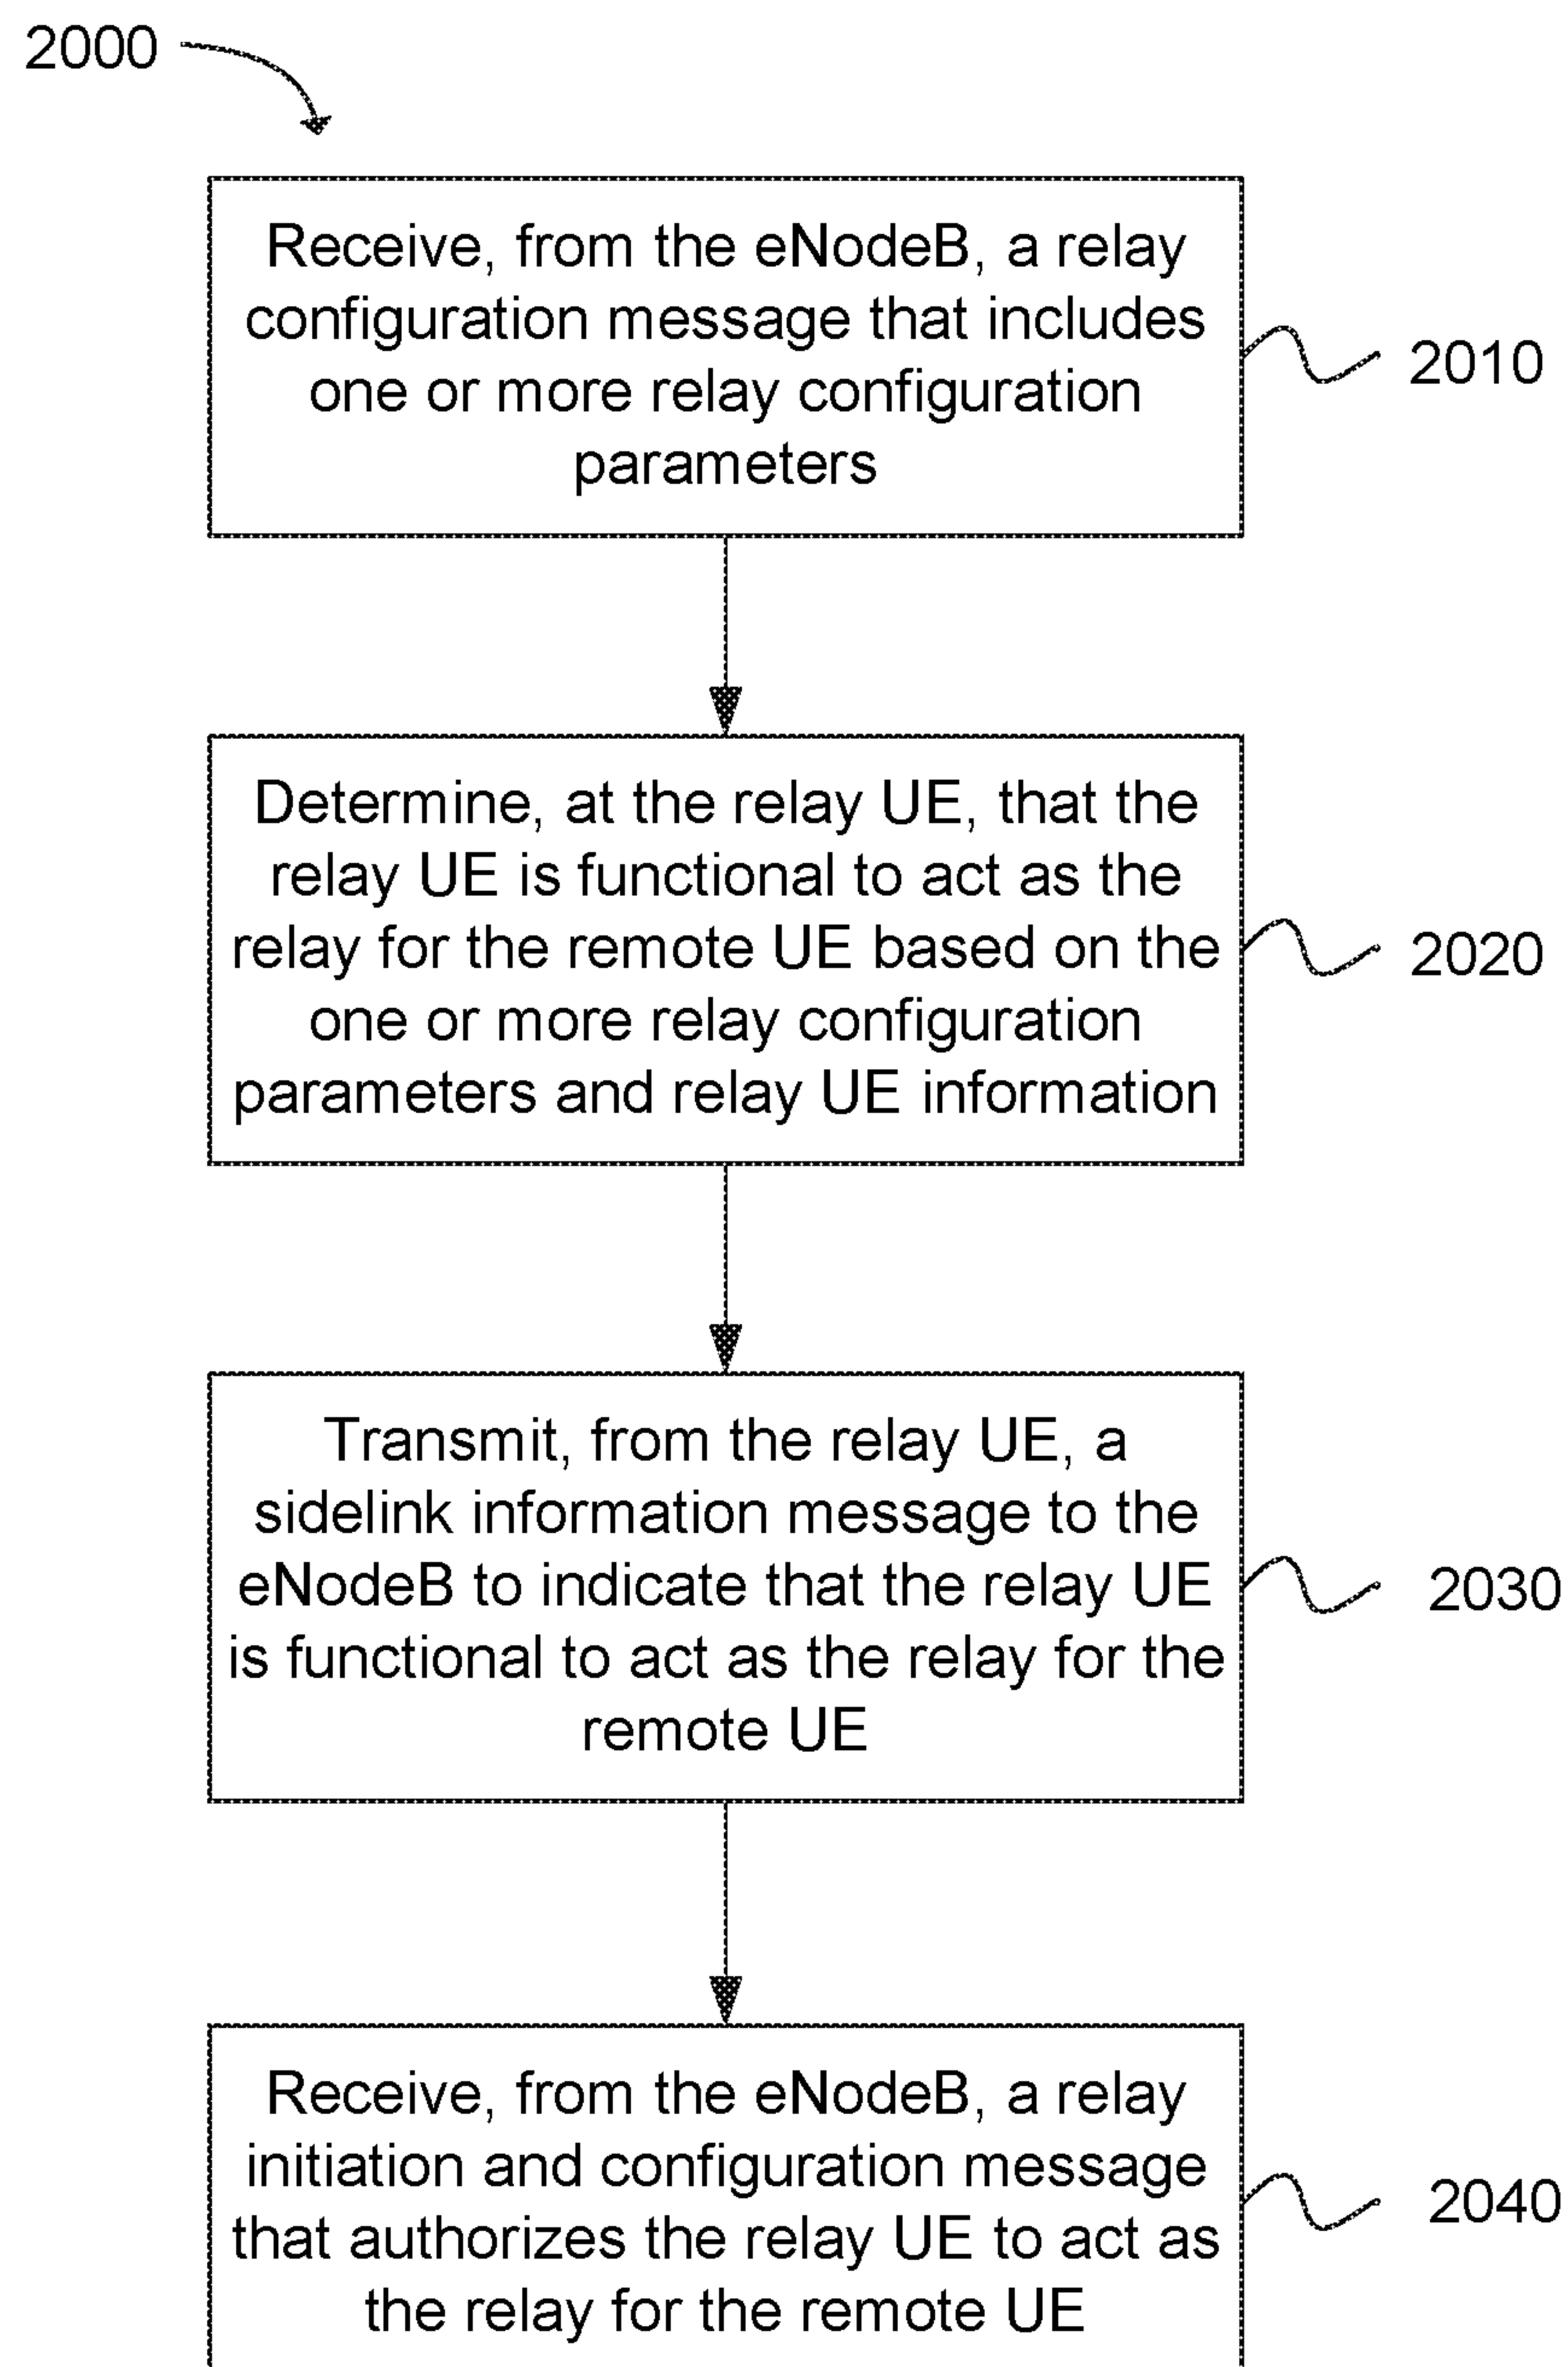 2000
Receive, from the eNodeB, a relay
configuration message that includes
one or more relay configuration
parameters
2010
Determine, at the relay UE, that the
relay UE is functional to act as the
relay for the remote UE based on the
one or more relay configuration
parameters and relay UE information
2020
Transmit, from the relay UE, a
sidelink information message to the
eNodeB to indicate that the relay UE
is functional to act as the relay for the
remote UE
2030
Receive, from the eNodeB, a relay
initiation and configuration message
that authorizes the relay UE to act as
the relay for the remote UE
2040